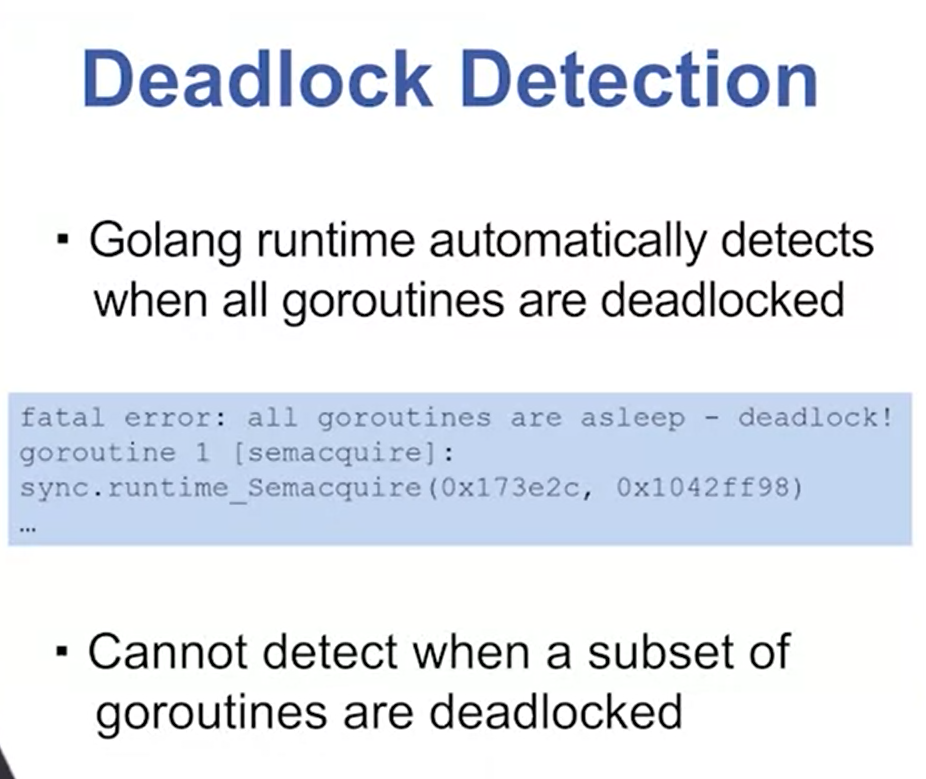 Deadlock Detection
▪ Golang runtime automatically detects
when all goroutines are deadlocked
fatal error: all goroutines are asleep - deadlock!
goroutine 1 [semacquire]:
sync.runtime_Semacquire(0x173e2c, 0x1042ff98)
…
▪ Cannot detect when a subset of
goroutines are deadlocked